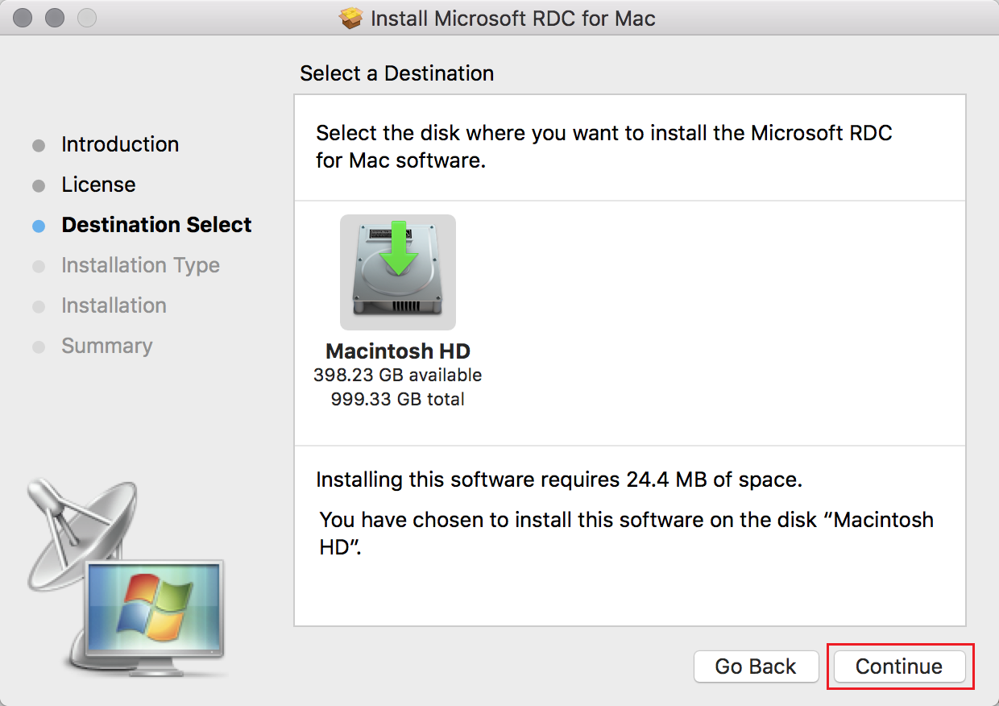 Install Microsoft RDC for Mac
Select a Destination
Introduction
License
Destination Select
Installation Type
Installation
Summary
Select the disk where you want to install the Microsoft RDC
for Mac software.
Macintosh HD
398.23 GB available
999.33 GB total
Installing this software requires 24.4 MB of space.
You have chosen to install this software on the disk “Macintosh
HD”.
Go Back
Continue